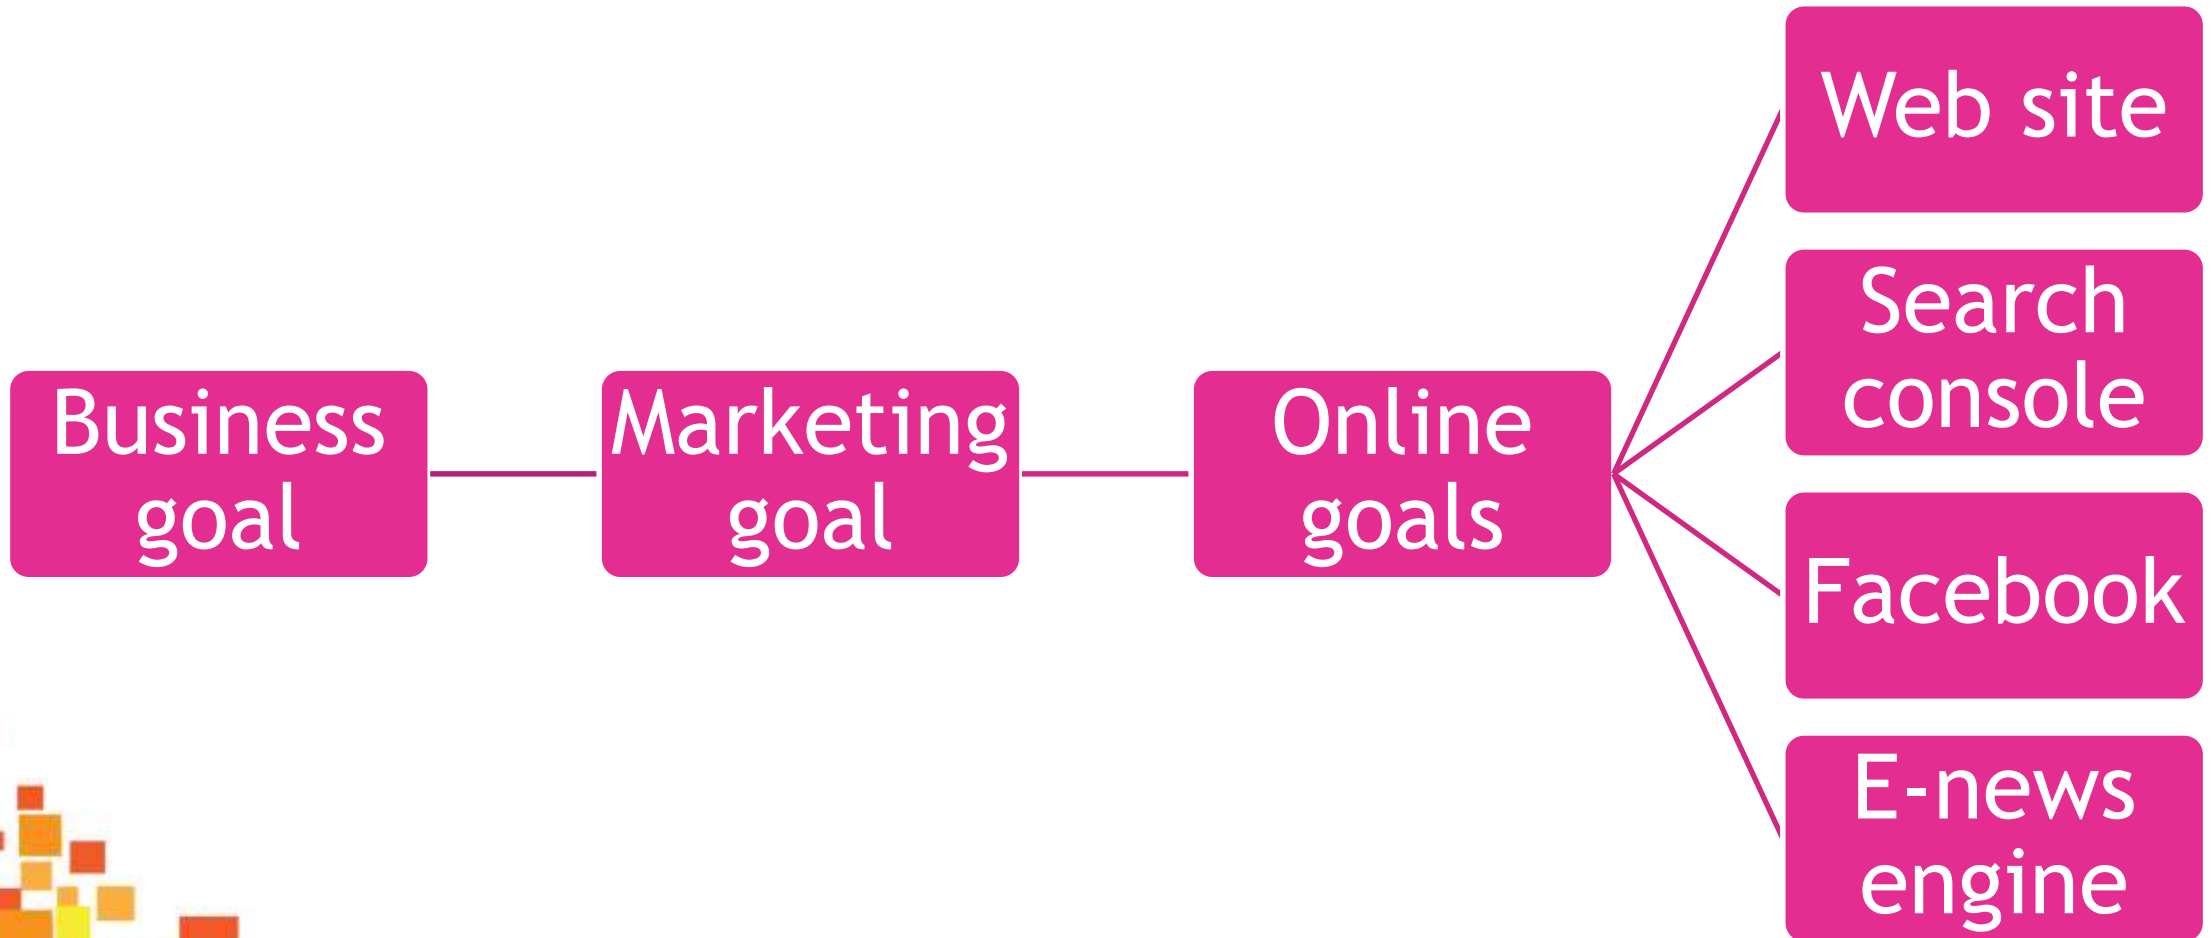 Business
goal
Marketing
goal
Online
goals
Web site
Search
console
Facebook
E-news
engine